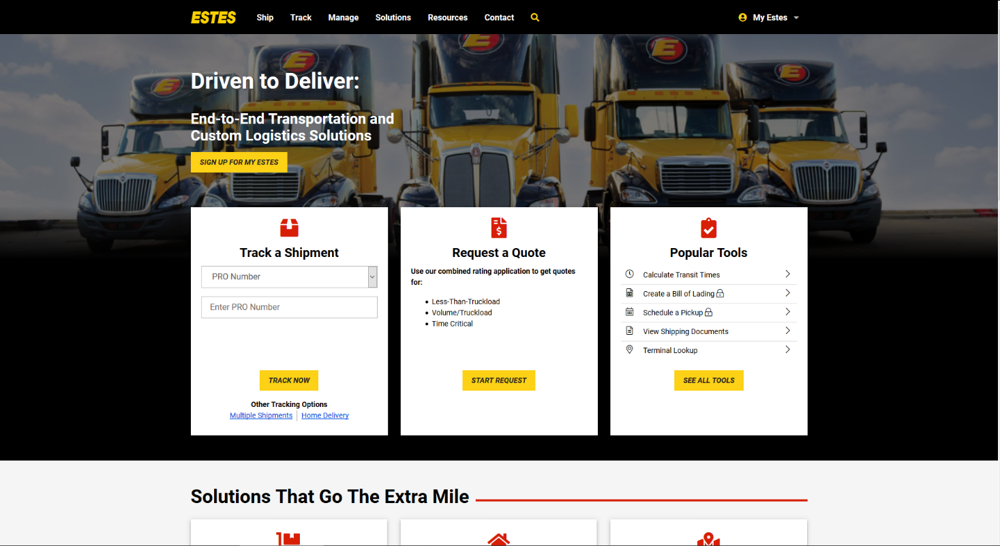 ESTES Ship Track Manage Solutions Resources Contact My Estes
E E E E E
Driven to Deliver:
End-to-End Transportation and
Custom Logistics Solutions
SIGN UP FOR MY ESTES
Track a Shipment
PRO Number
Enter PRO Number
TRACK NOW
Other Tracking Options
Multiple Shipments Home Delivery
Request a Quote
Use our combined rating application to get quotes
for:
Less-Than-Truckload
Volume/Truckload
Time Critical
START REQUEST
Popular Tools
Calculate Transit Times
Create a Bill of Lading
Schedule a Pickup
View Shipping Documents
Terminal Lookup
SEE ALL TOOLS
Solutions That Go The Extra Mile